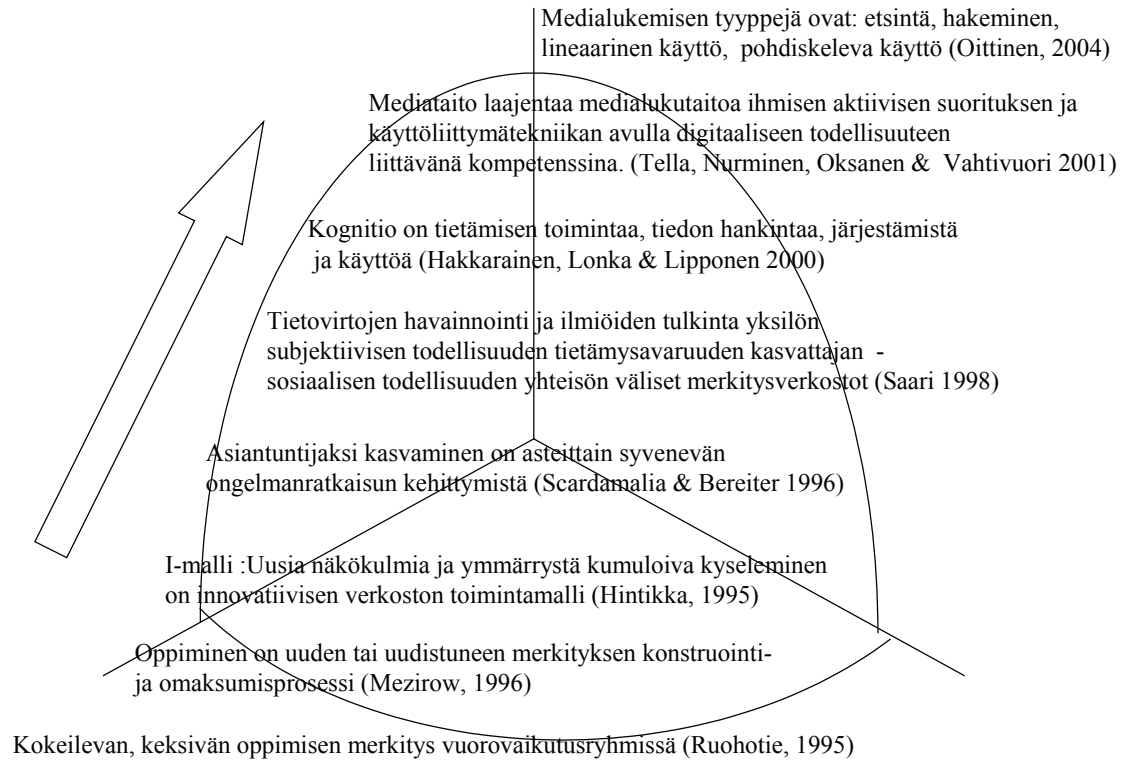 Medialukemisen tyyppejä ovat: etsintä, hakeminen,
lineaarinen käyttö, pohdiskeleva käyttö (Oittinen, 2004)
Mediataito laajentaa medialukutaitoa ihmisen aktiivisen suorituksen ja
käyttöliittymätekniikan avulla digitaaliseen todellisuuteen
liittävänä kompetenssina. (Tella, Nurminen, Oksanen & Vahtivuori 2001)
Kognitio on tietämisen toimintaa, tiedon hankintaa, järjestämistä
ja käyttöä (Hakkarainen, Lonka & Lipponen 2000)
Tietovirtojen havainnointi ja ilmiöiden tulkinta yksilön
subjektiivisen todellisuuden tietämysavaruuden kasvattajan -
sosiaalisen todellisuuden yhteisön väliset merkitysverkostot (Saari 1998)
Asiantuntijaksi kasvaminen on asteittain syvenevän
ongelmanratkaisun kehittymistä (Scardamalia & Bereiter 1996)
I-malli :Uusia näkökulmia ja ymmärrystä kumuloiva kyseleminen
on innovatiivisen verkoston toimintamalli (Hintikka, 1995)
Oppiminen on uuden tai uudistuneen merkityksen konstruointi-
ja omaksumisprosessi (Mezirow, 1996)
Kokeilevan, keksivän oppimisen merkitys vuorovaikutusryhmissä (Ruohotie, 1995)